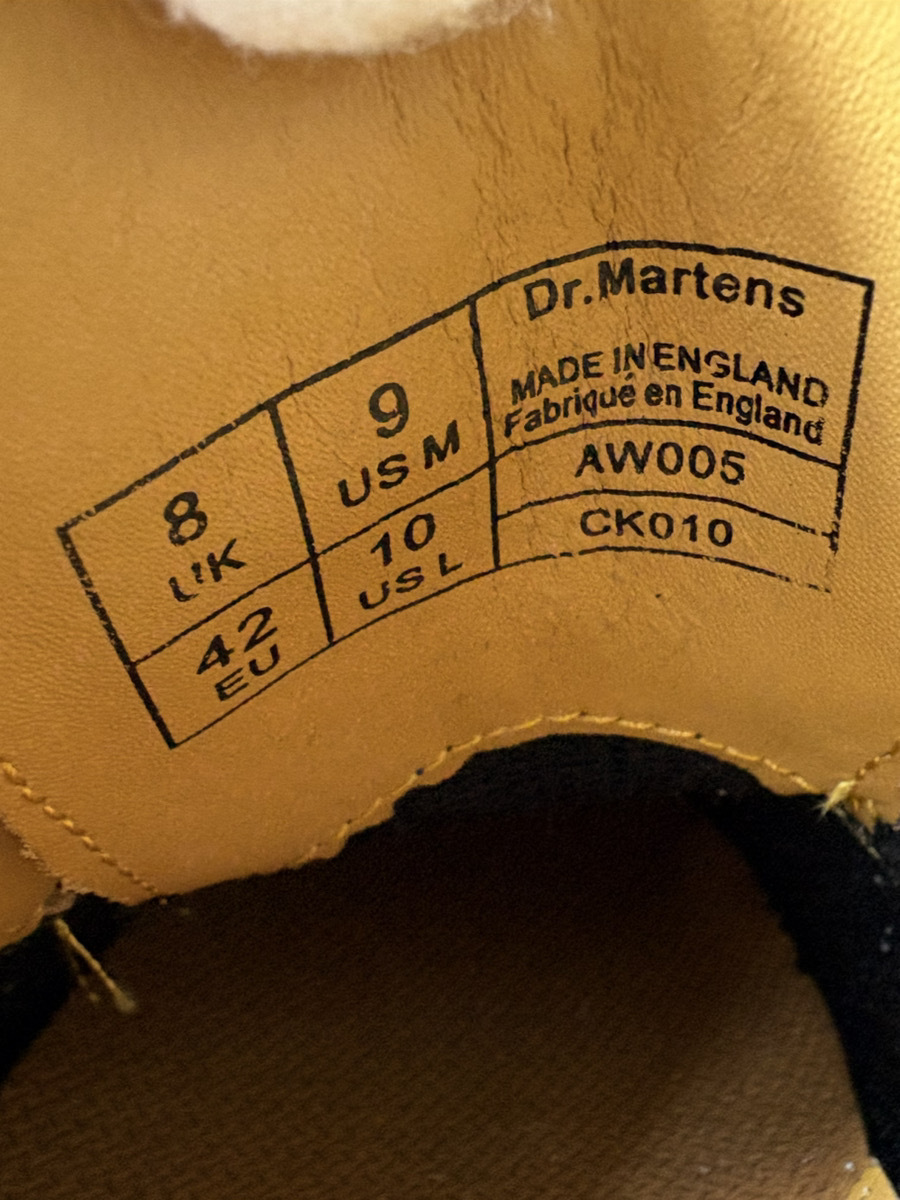 8
UK
9
US M
42
EU
10
US L
Dr.Martens
MADE IN ENGLAND
Fabriqué en England
AW005
CK010